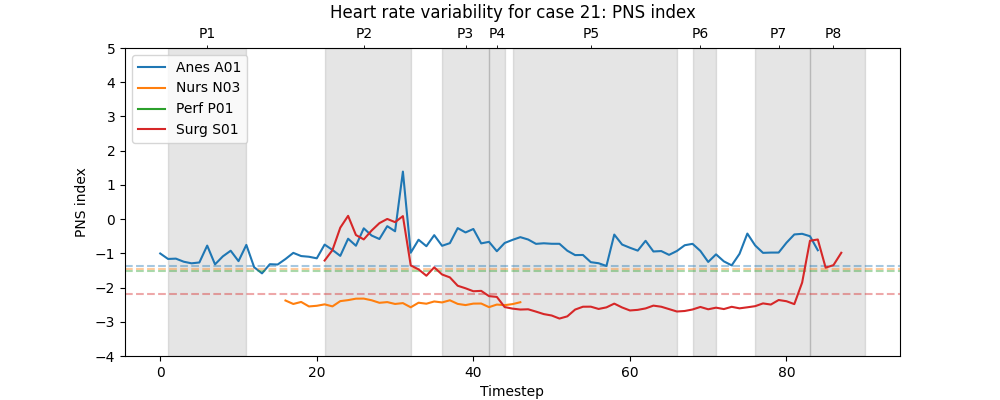 Heart rate variability for case 21: PNS index
P1 P2 P3 P4 P5 P6 P7 P8
5
4
3
2
1
0
−1
−2
−3
−4
PNS index
Anes A01
Nurs N03
Perf P01
Surg S01
0 20 40 60 80
Timestep